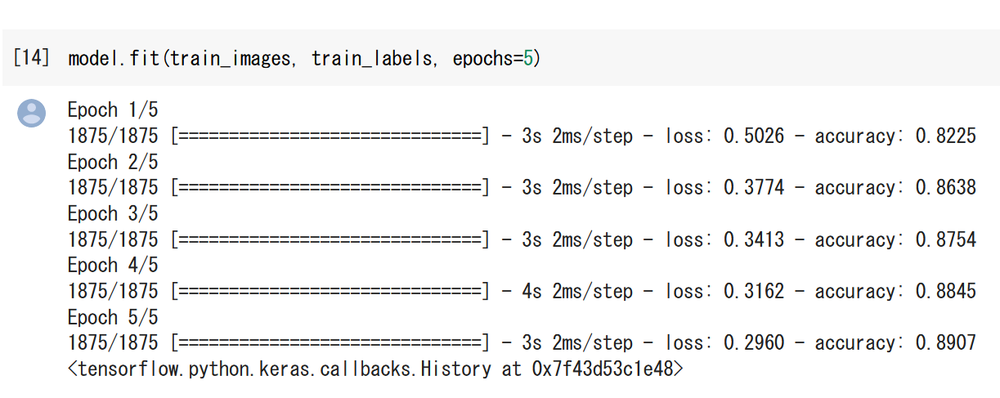 [14] model.fit(train_images, train_labels, epochs=5)
Epoch 1/5
1875/1875 [==============================] - 3s 2ms/step - loss: 0.5026 - accuracy: 0.8225
Epoch 2/5
1875/1875 [==============================] - 3s 2ms/step - loss: 0.3774 - accuracy: 0.8638
Epoch 3/5
1875/1875 [==============================] - 3s 2ms/step - loss: 0.3413 - accuracy: 0.8754
Epoch 4/5
1875/1875 [==============================] - 4s 2ms/step - loss: 0.3162 - accuracy: 0.8845
Epoch 5/5
1875/1875 [==============================] - 3s 2ms/step - loss: 0.2960 - accuracy: 0.8907
<tensorflow.python.keras.callbacks.History at 0x7f43d53c1e48>